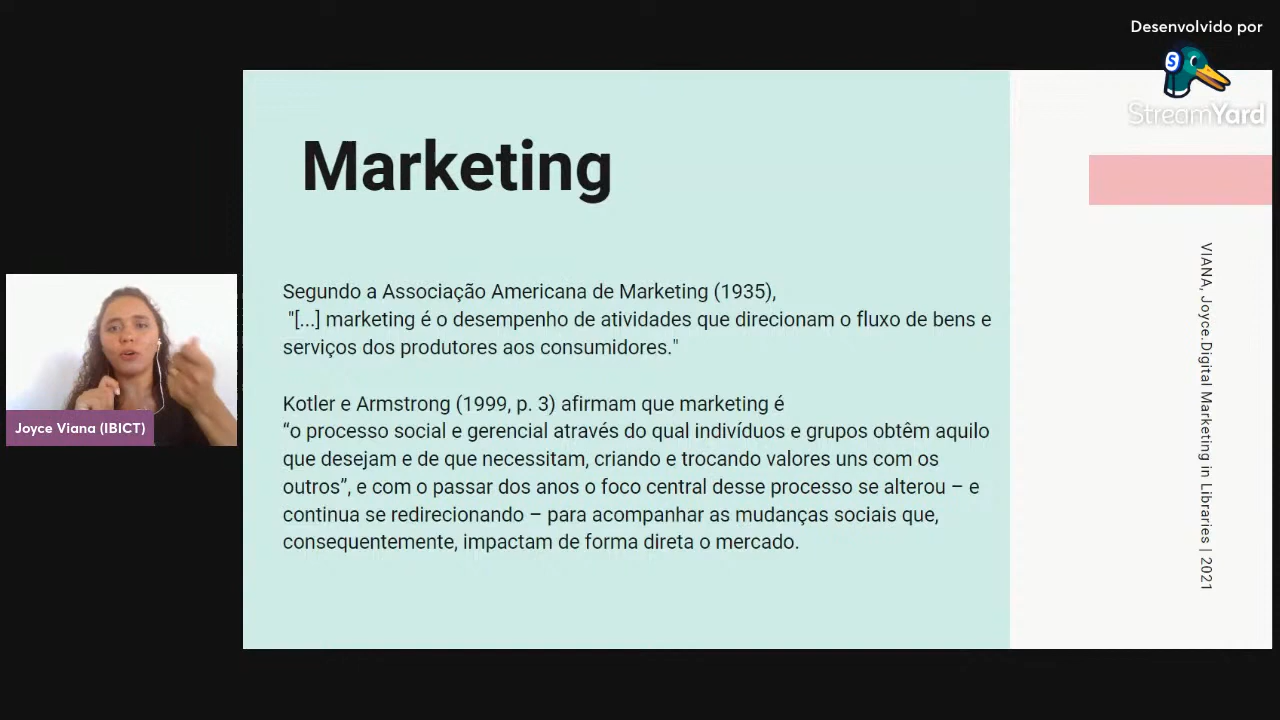 Desenvolvido por
StreamYard
Marketing
Segundo a Associação Americana de Marketing (1935),
"[...] marketing é o desempenho de atividades que direcionam o fluxo de bens e
serviços dos produtores aos consumidores."
Kotler e Armstrong (1999, p. 3) afirmam que marketing é
“o processo social e gerencial através do qual indivíduos e grupos obtêm aquilo
que desejam e de que necessitam, criando e trocando valores uns com os
outros”, e com o passar dos anos o foco central desse processo se alterou – e
continua se redirecionando – para acompanhar as mudanças sociais que,
consequentemente, impactam de forma direta o mercado.
VIANA, Joyce.Digital Marketing in Libraries | 2021
Joyce Viana (IBICT)